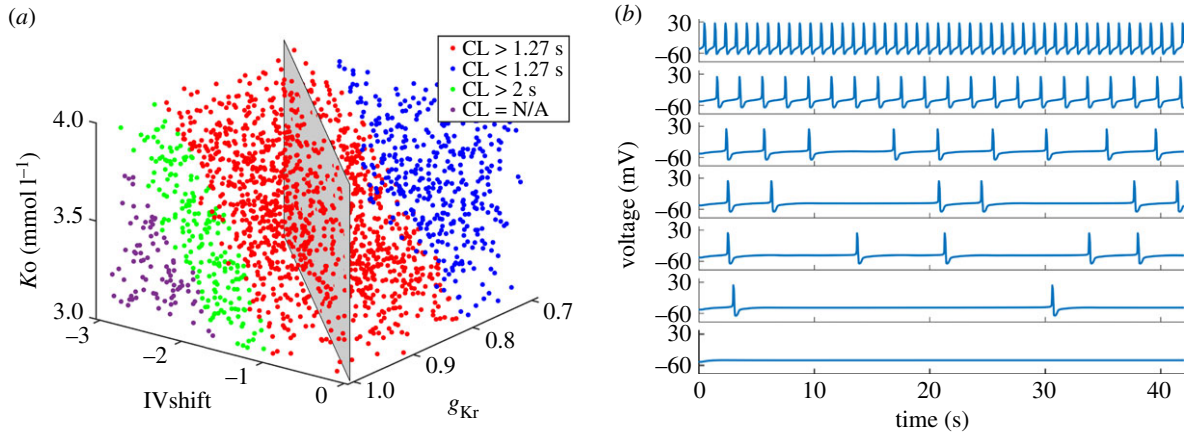 (a)
CL > 1.27 s
CL < 1.27 s
CL > 2 s
CL = N/A
4.0
3.5
3.0
Ko (mmol l⁻¹)
–3
–2
–1
0
IVshift
1.0
0.9
0.8
0.7
gKr
(b)
voltage (mV)
30
–60
30
–60
30
–60
30
–60
30
–60
30
–60
30
–60
0
10
20
30
40
time (s)